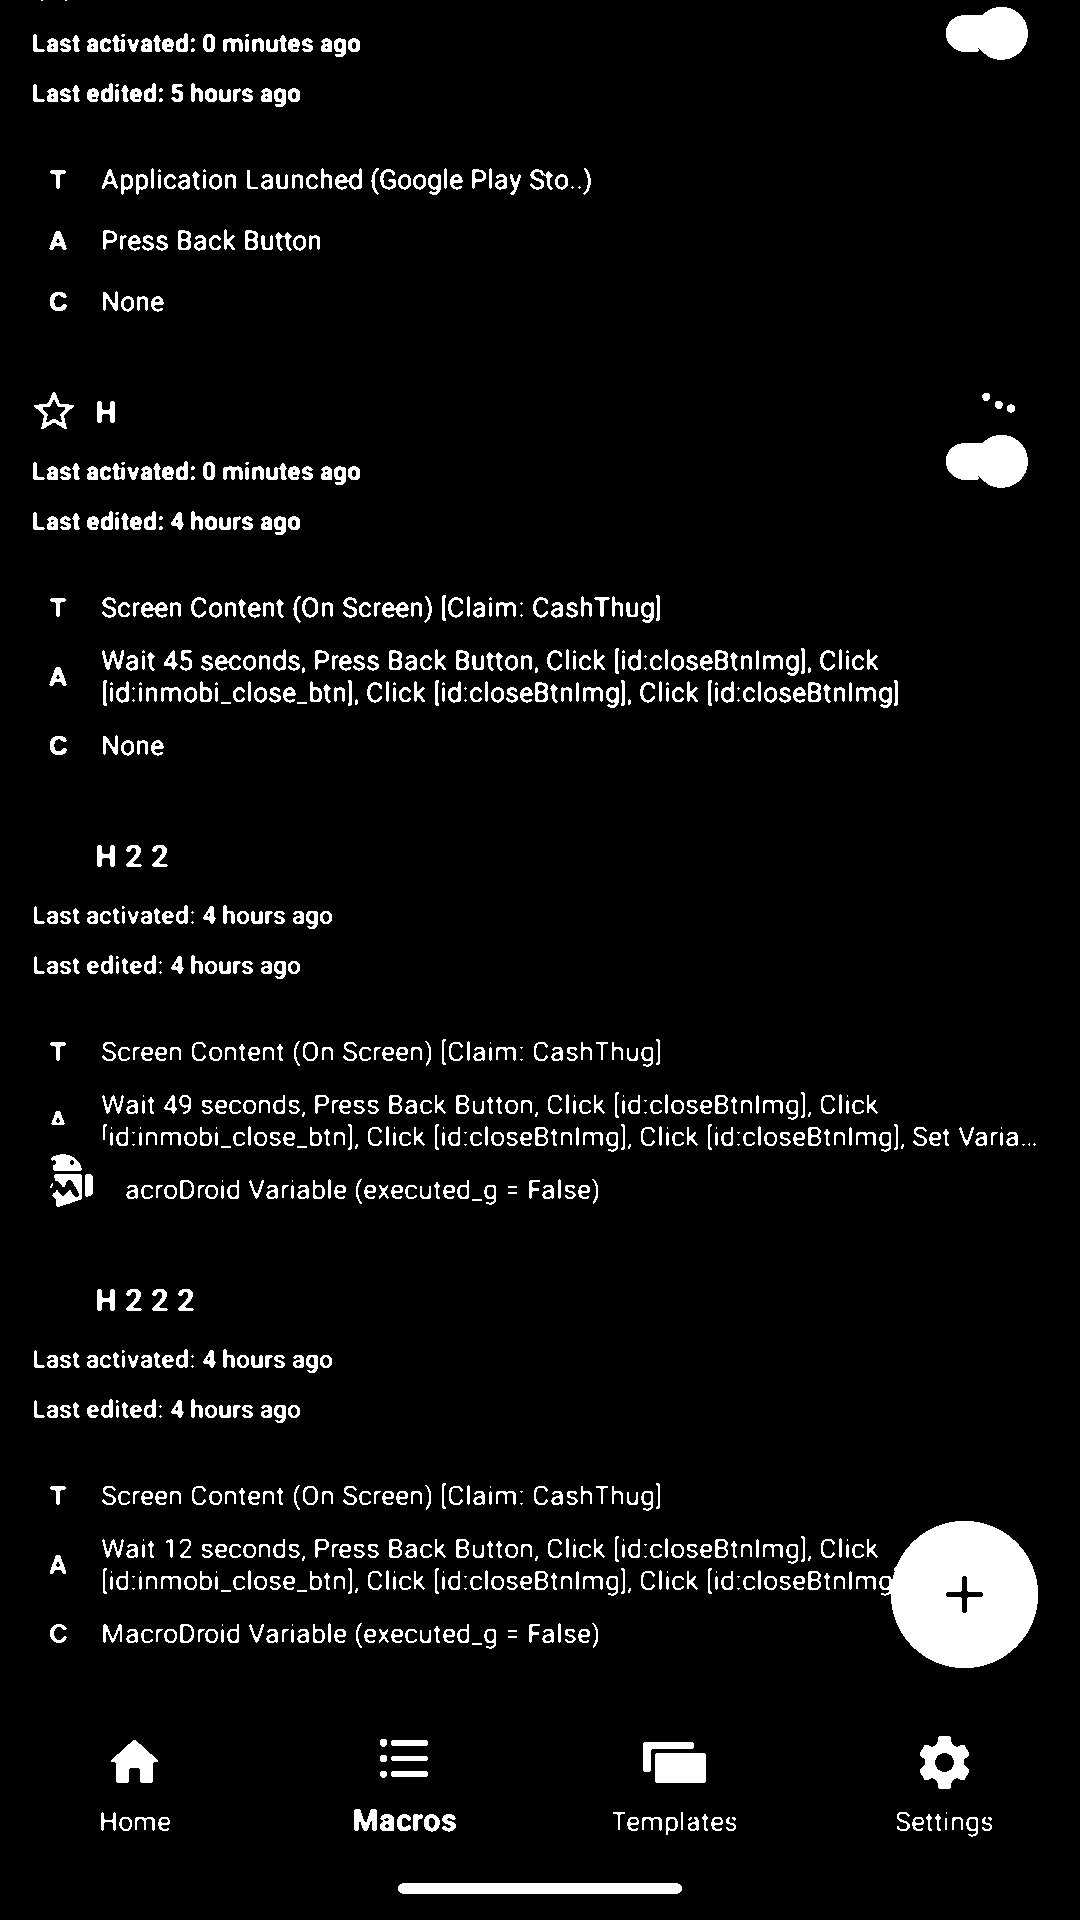 Last activated: 0 minutes ago
Last edited: 5 hours ago
T Application Launched (Google Play Sto..)
A Press Back Button
C None
H
Last activated: 0 minutes ago
Last edited: 4 hours ago
T Screen Content (On Screen) [Claim: CashThug]
A Wait 45 seconds, Press Back Button, Click [id:closeBtnImg], Click
[id:inmobi_close_btn], Click [id:closeBtnImg], Click [id:closeBtnImg]
C None
H 2 2
Last activated: 4 hours ago
Last edited: 4 hours ago
T Screen Content (On Screen) [Claim: CashThug]
A Wait 49 seconds, Press Back Button, Click [id:closeBtnImg], Click
[id:inmobi_close_btn], Click [id:closeBtnImg], Click [id:closeBtnImg], Set Varia...
acroDroid Variable (executed_g = False)
H 2 2 2
Last activated: 4 hours ago
Last edited: 4 hours ago
T Screen Content (On Screen) [Claim: CashThug]
A Wait 12 seconds, Press Back Button, Click [id:closeBtnImg], Click
[id:inmobi_close_btn], Click [id:closeBtnImg], Click [id:closeBtnImg
C MacroDroid Variable (executed_g = False)
Home Macros Templates Settings